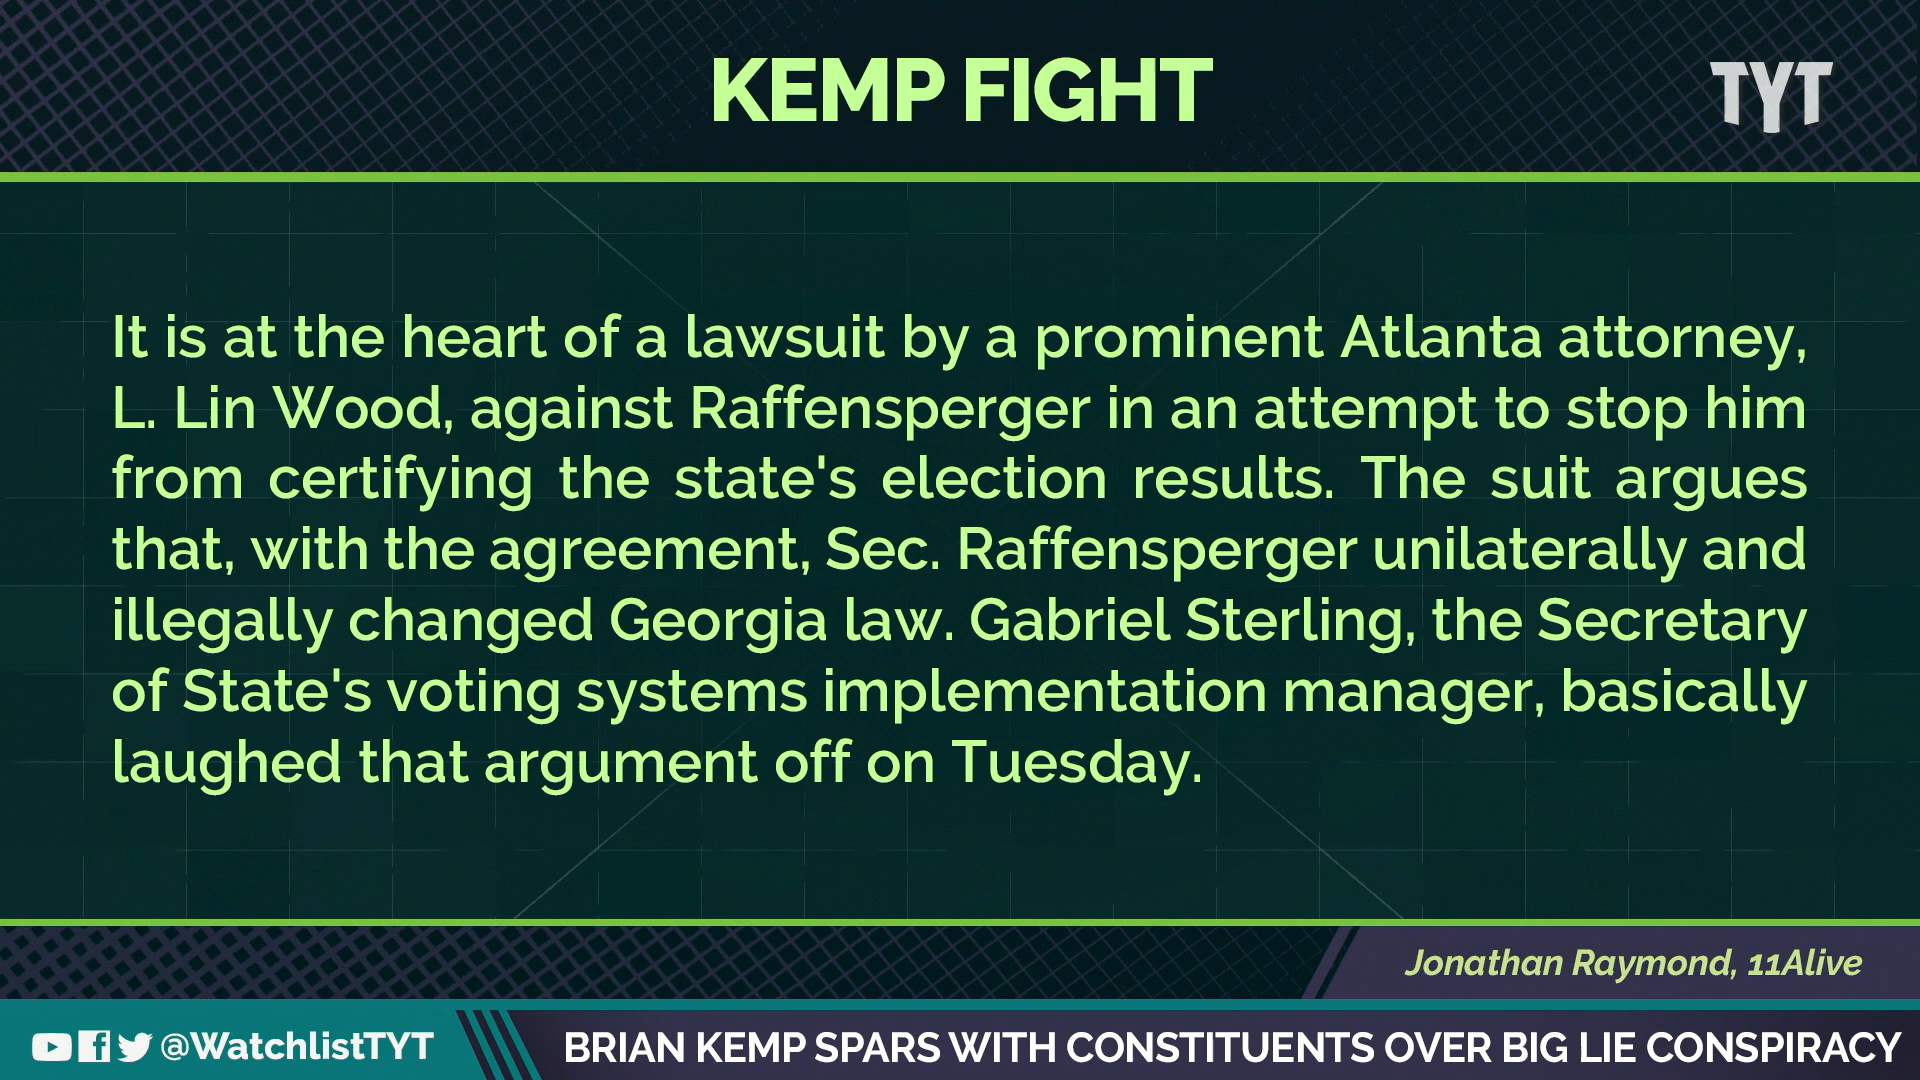 KEMP FIGHT
TYT
It is at the heart of a lawsuit by a prominent Atlanta attorney,
L. Lin Wood, against Raffensperger in an attempt to stop him
from certifying the state's election results. The suit argues
that, with the agreement, Sec. Raffensperger unilaterally and
illegally changed Georgia law. Gabriel Sterling, the Secretary
of State's voting systems implementation manager, basically
laughed that argument off on Tuesday.
Jonathan Raymond, 11Alive
@WatchlistTYT
BRIAN KEMP SPARS WITH CONSTITUENTS OVER BIG LIE CONSPIRACY